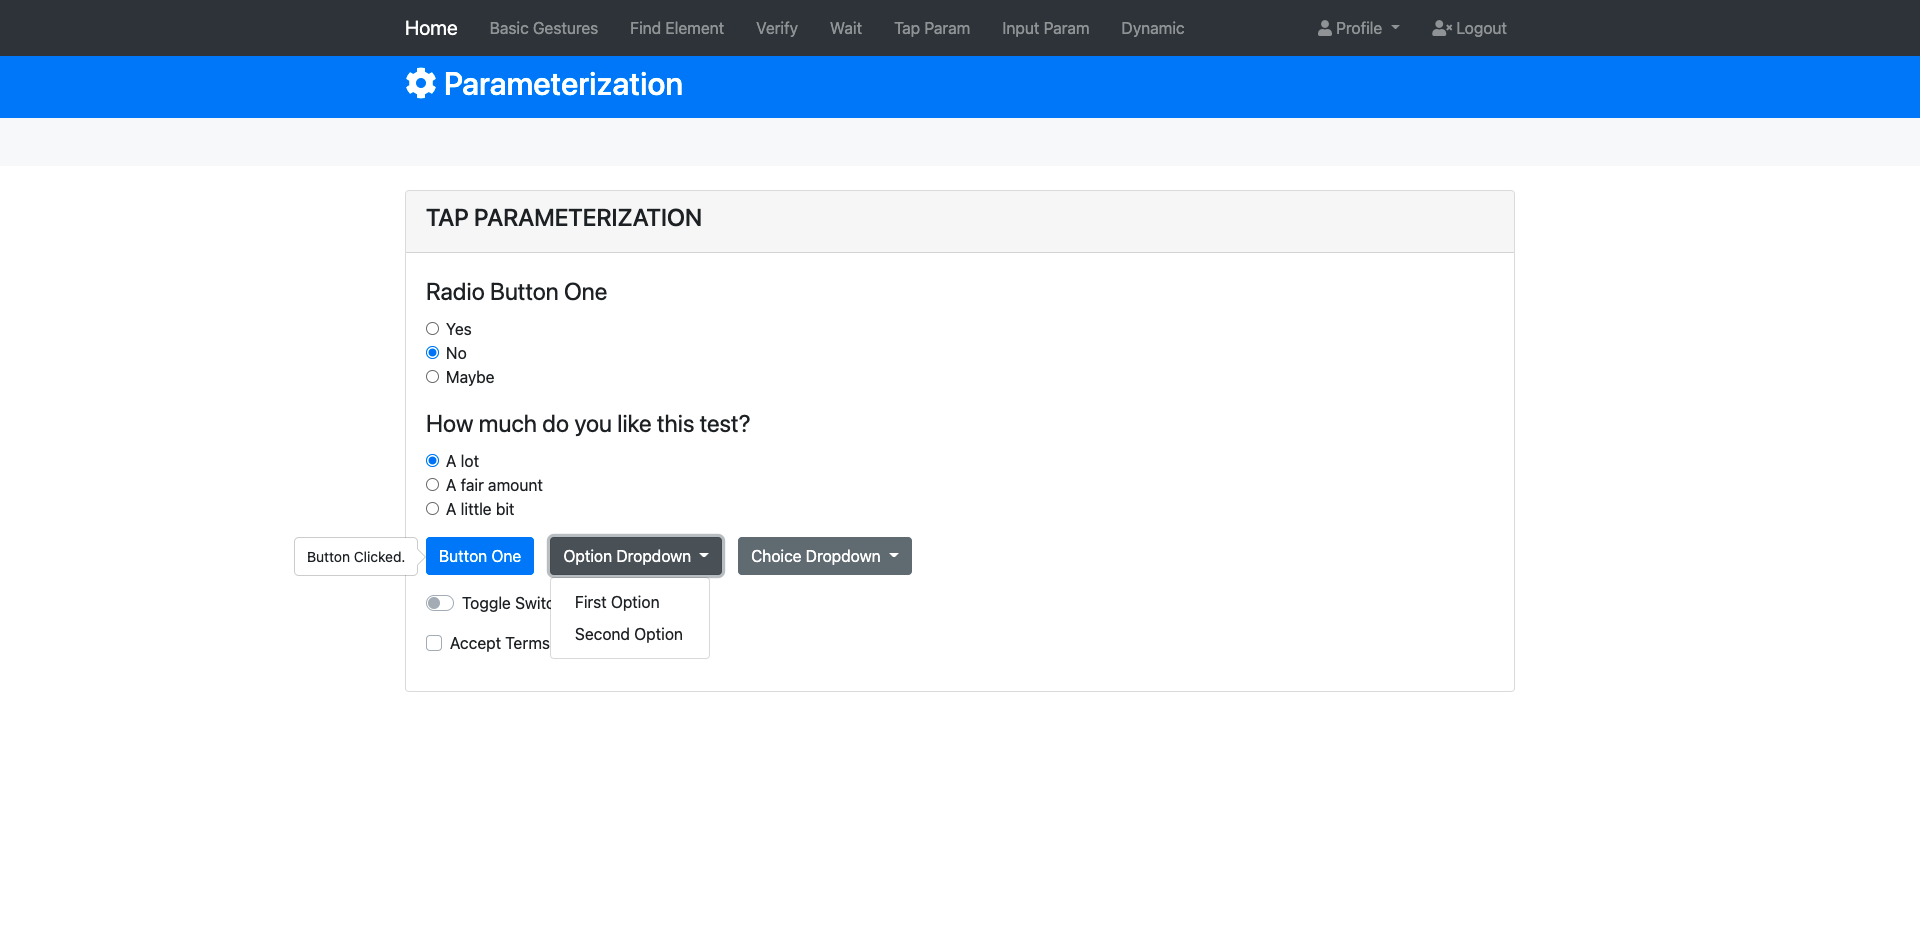 Home Basic Gestures Find Element Verify Wait Tap Param Input Param Dynamic Profile Logout
Parameterization
TAP PARAMETERIZATION
Radio Button One
Yes
No
Maybe
How much do you like this test?
A lot
A fair amount
A little bit
Button Clicked. Button One Option Dropdown Choice Dropdown
Toggle Switc
First Option
Second Option
Accept Terms